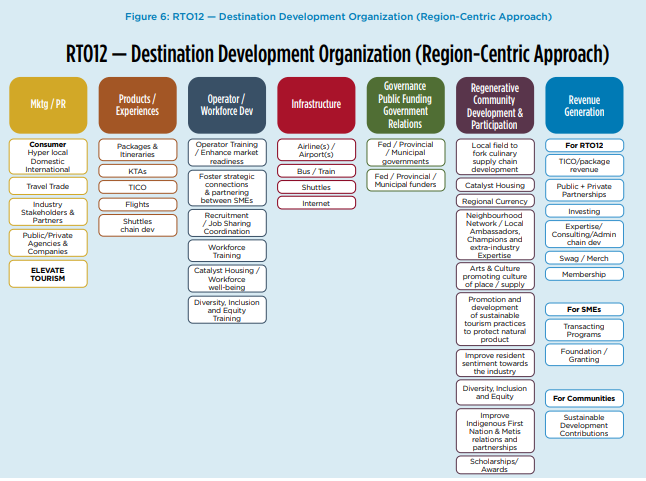 Figure 6: RTO12 — Destination Development Organization (Region-Centric Approach)
RTO12 — Destination Development Organization (Region-Centric Approach)
Mktg / PR
Consumer
Hyper local
Domestic
International
Travel Trade
Industry
Stakeholders &
Partners
Public/Private
Agencies &
Companies
ELEVATE
TOURISM
Products /
Experiences
Packages &
Itineraries
KTAs
TICO
Flights
Shuttles
chain dev
Operator /
Workforce Dev
Operator Training
/ Enhance market
readiness
Foster strategic
connections
& partnering
between SMEs
Recruitment
/ Job Sharing
Coordination
Workforce
Training
Catalyst Housing /
Workforce
well-being
Diversity, Inclusion
and Equity
Training
Infrastructure
Airline(s) /
Airport(s)
Bus / Train
Shuttles
Internet
Governance
Public Funding
Government
Relations
Fed / Provincial
/ Municipal
governments
Fed / Provincial /
Municipal funders
Regenerative
Community
Development &
Participation
Local field to
fork culinary
supply chain
development
Catalyst Housing
Regional Currency
Neighbourhood
Network / Local
Ambassadors,
Champions and
extra-industry
Expertise
Arts & Culture
promoting culture
of place / supply
Promotion and
development
of sustainable
tourism practices
to protect natural
product
Improve resident
sentiment towards
the industry
Diversity, Inclusion
and Equity
Improve
Indigenous First
Nation & Metis
relations and
partnerships
Scholarships/
Awards
Revenue
Generation
For RTO12
TICO/package
revenue
Public + Private
Partnerships
Investing
Expertise/
Consulting/Admin
chain dev
Swag / Merch
Membership
For SMEs
Transacting
Programs
Foundation /
Granting
For Communities
Sustainable
Development
Contributions